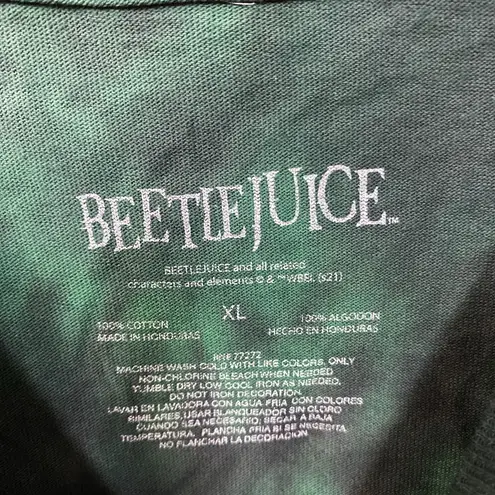 BEETLEJUICE™
BEETLEJUICE and all related
characters and elements © & ™ WBEI. (s21)
XL
100% COTTON
MADE IN HONDURAS
100% ALGODON
HECHO EN HONDURAS
RN# 77272
MACHINE WASH COLD WITH LIKE COLORS, ONLY
NON-CHLORINE BLEACH WHEN NEEDED
TUMBLE DRY LOW COOL IRON AS NEEDED.
DO NOT IRON DECORATION
LAVAR EN LAVADORA CON AGUA FRIA CON COLORES
SIMILARES, USAR BLANQUEADOR SIN CLORO
CUANDO SEA NECESARIO, SECAR A BAJA
TEMPERATURA. PLANCHA FRIA SI SE NECESITA
NO PLANCHAR LA DECORACION